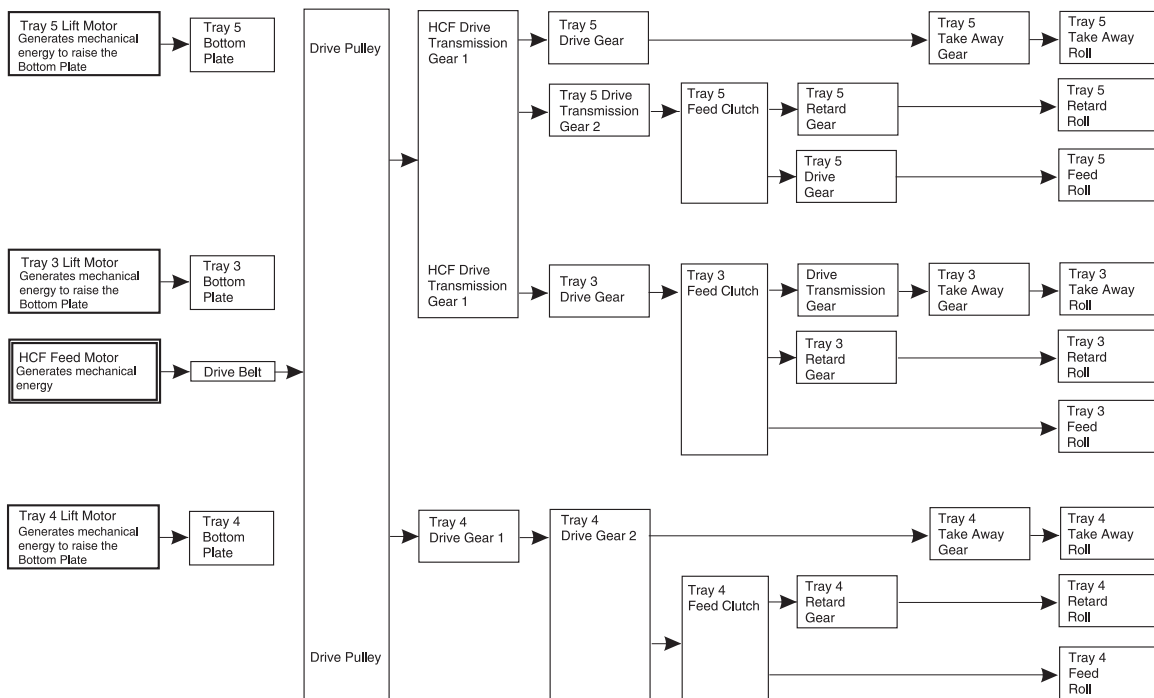 Tray 5 Lift Motor
Generates mechanical
energy to raise the
Bottom Plate
Tray 5
Bottom
Plate
Drive Pulley
HCF Drive
Transmission
Gear 1
Tray 5
Drive Gear
Tray 5
Take Away
Gear
Tray 5
Take Away
Roll
Tray 5 Drive
Transmission
Gear 2
Tray 5
Feed Clutch
Tray 5
Retard
Gear
Tray 5
Retard
Roll
Tray 5
Drive
Gear
Tray 5
Feed
Roll
Tray 3 Lift Motor
Generates mechanical
energy to raise the
Bottom Plate
Tray 3
Bottom
Plate
HCF Drive
Transmission
Gear 1
Tray 3
Drive Gear
Tray 3
Feed Clutch
Drive
Transmission
Gear
Tray 3
Take Away
Gear
Tray 3
Take Away
Roll
HCF Feed Motor
Generates mechanical
energy
Drive Belt
Tray 3
Retard
Gear
Tray 3
Retard
Roll
Tray 3
Feed
Roll
Tray 4 Lift Motor
Generates mechanical
energy to raise the
Bottom Plate
Tray 4
Bottom
Plate
Tray 4
Drive Gear 1
Tray 4
Drive Gear 2
Tray 4
Take Away
Gear
Tray 4
Take Away
Roll
Tray 4
Feed Clutch
Tray 4
Retard
Gear
Tray 4
Retard
Roll
Drive Pulley
Tray 4
Feed
Roll